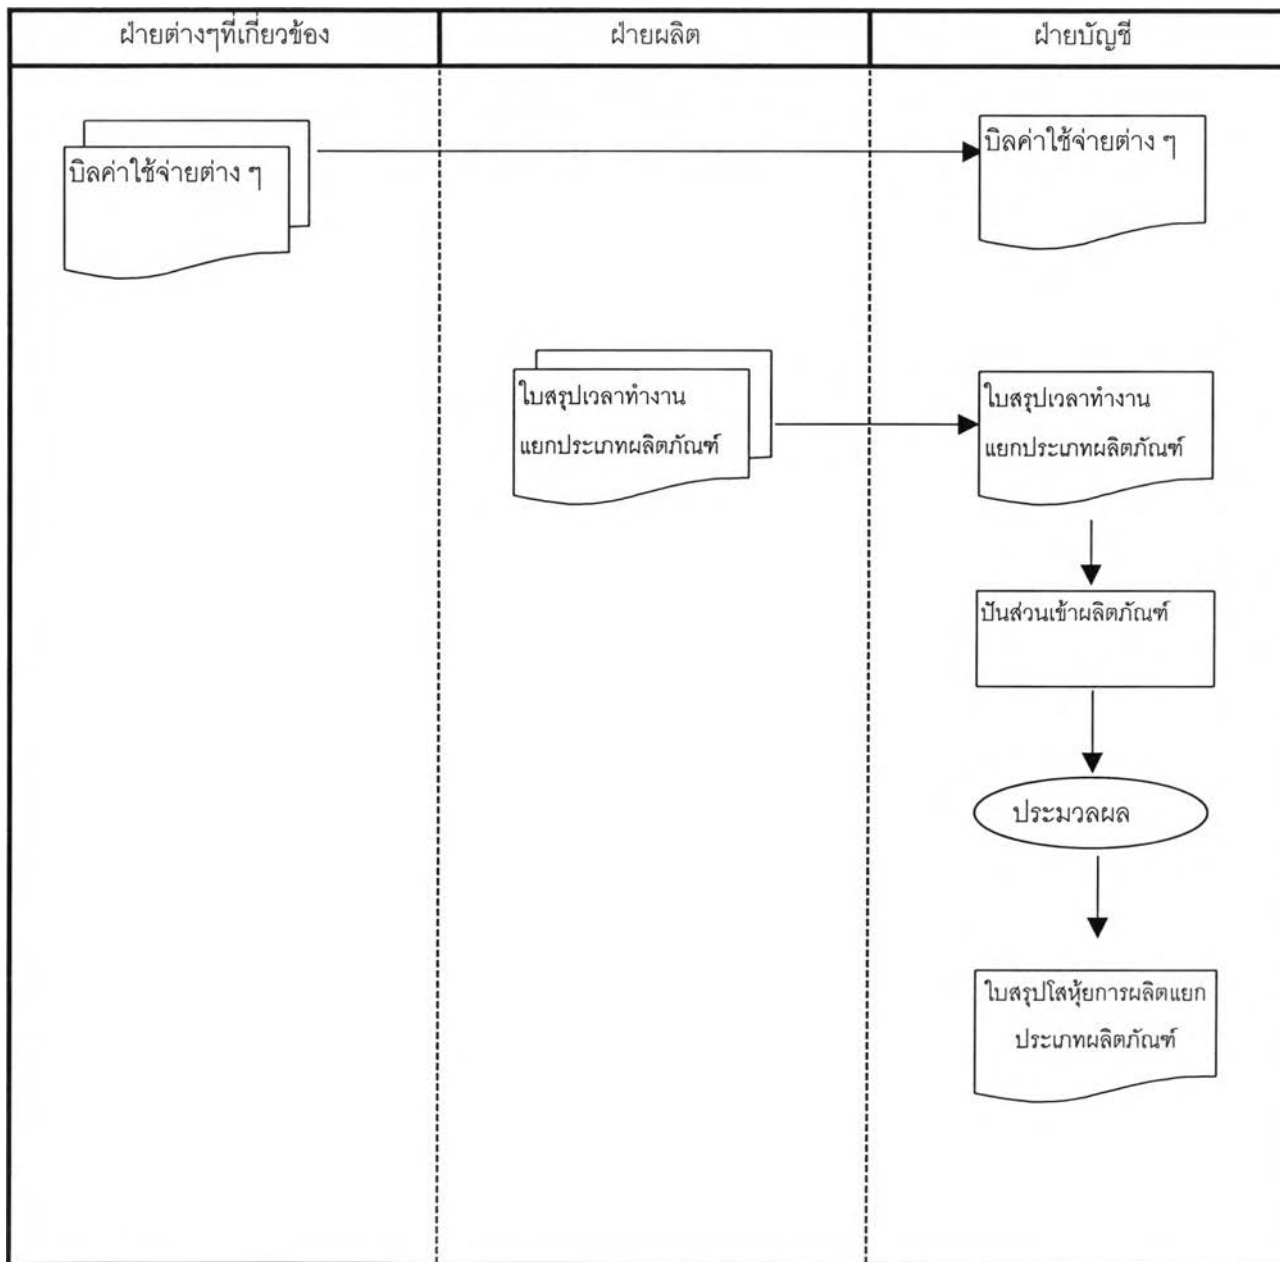 ฝ่ายต่างๆที่เกี่ยวข้อง
ฝ่ายผลิต
ฝ่ายบัญชี
บิลค่าใช้จ่ายต่าง ๆ
บิลค่าใช้จ่ายต่าง ๆ
ใบสรุปเวลาทำงาน
แยกประเภทผลิตภัณฑ์
ใบสรุปเวลาทำงาน
แยกประเภทผลิตภัณฑ์
ปันส่วนเข้าผลิตภัณฑ์
ประมวลผล
ใบสรุปโสหุ้ยการผลิตแยก
ประเภทผลิตภัณฑ์